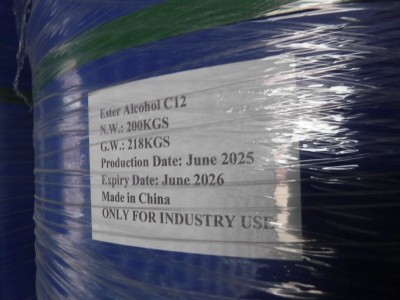 Ester Alcohol C12
N.W.: 200KGS
G.W.: 218KGS
Production Date: June 2025
Expiry Date: June 2026
Made in China
ONLY FOR INDUSTRY USE